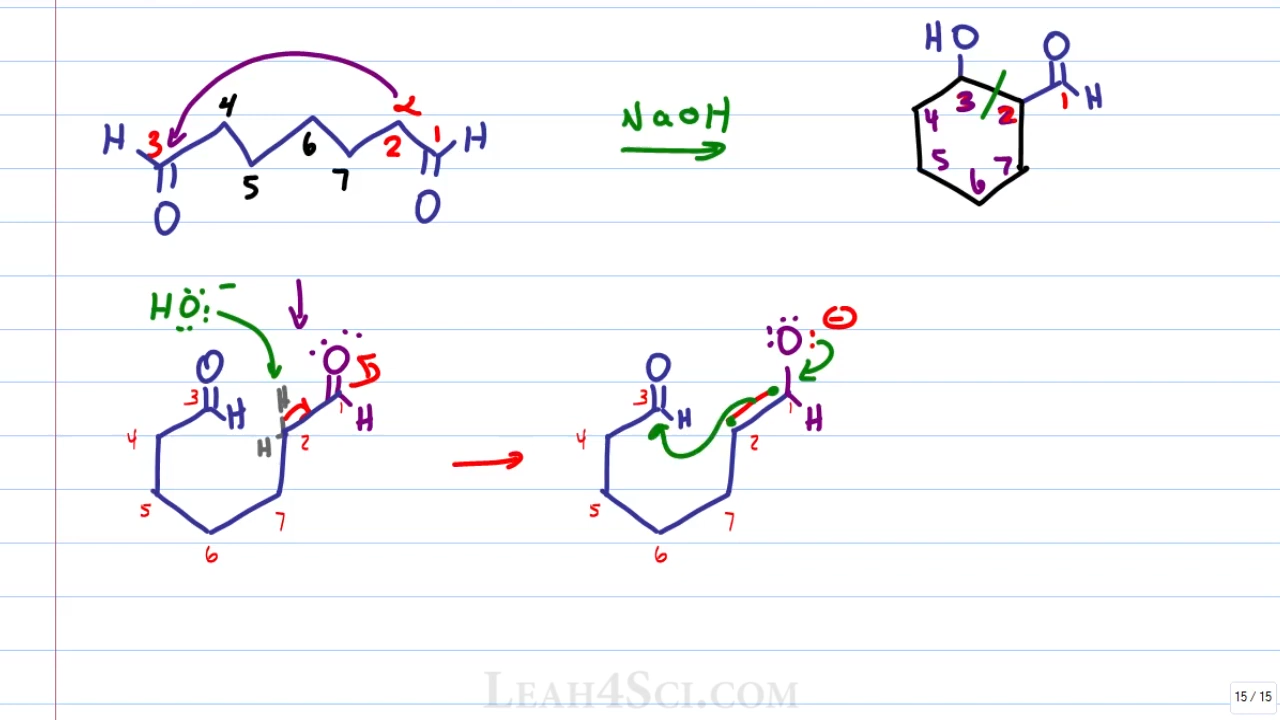 H O O
4 α 1 H
H 3 6 2 H NaOH 3 2 1 H
5 7 4 5 6 7
O O
HO:− O O:−
O O
3 H H 1 H 3 H 1 H
4 H 2 4 2
5 7 5 7
6 6
LEAH4SCI.COM
15 / 15